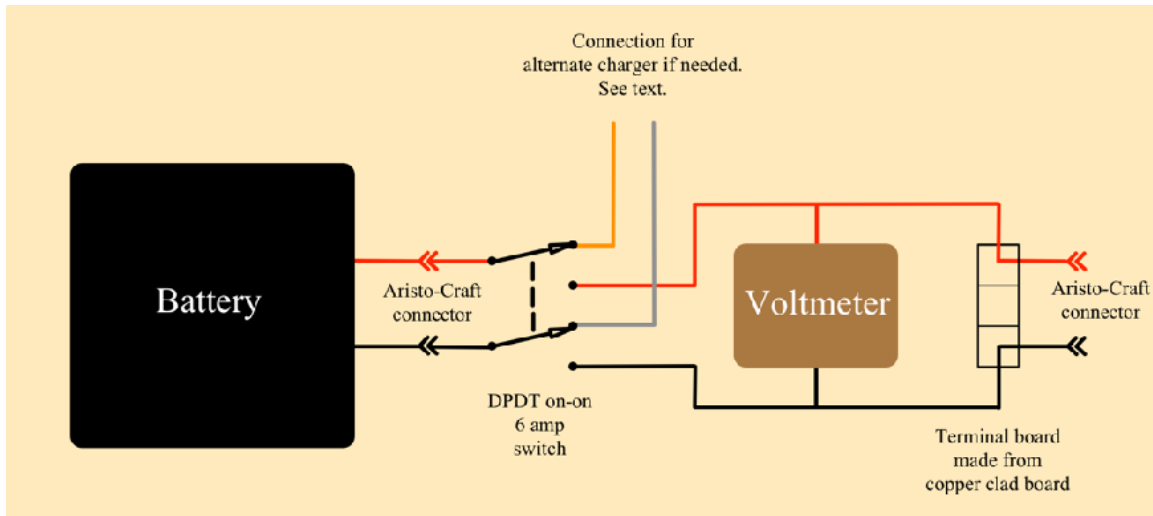 Connection for
alternate charger if needed.
See text.
Battery
Aristo-Craft
connector
Voltmeter
Aristo-Craft
connector
DPDT on-on
6 amp
switch
Terminal board
made from
copper clad board